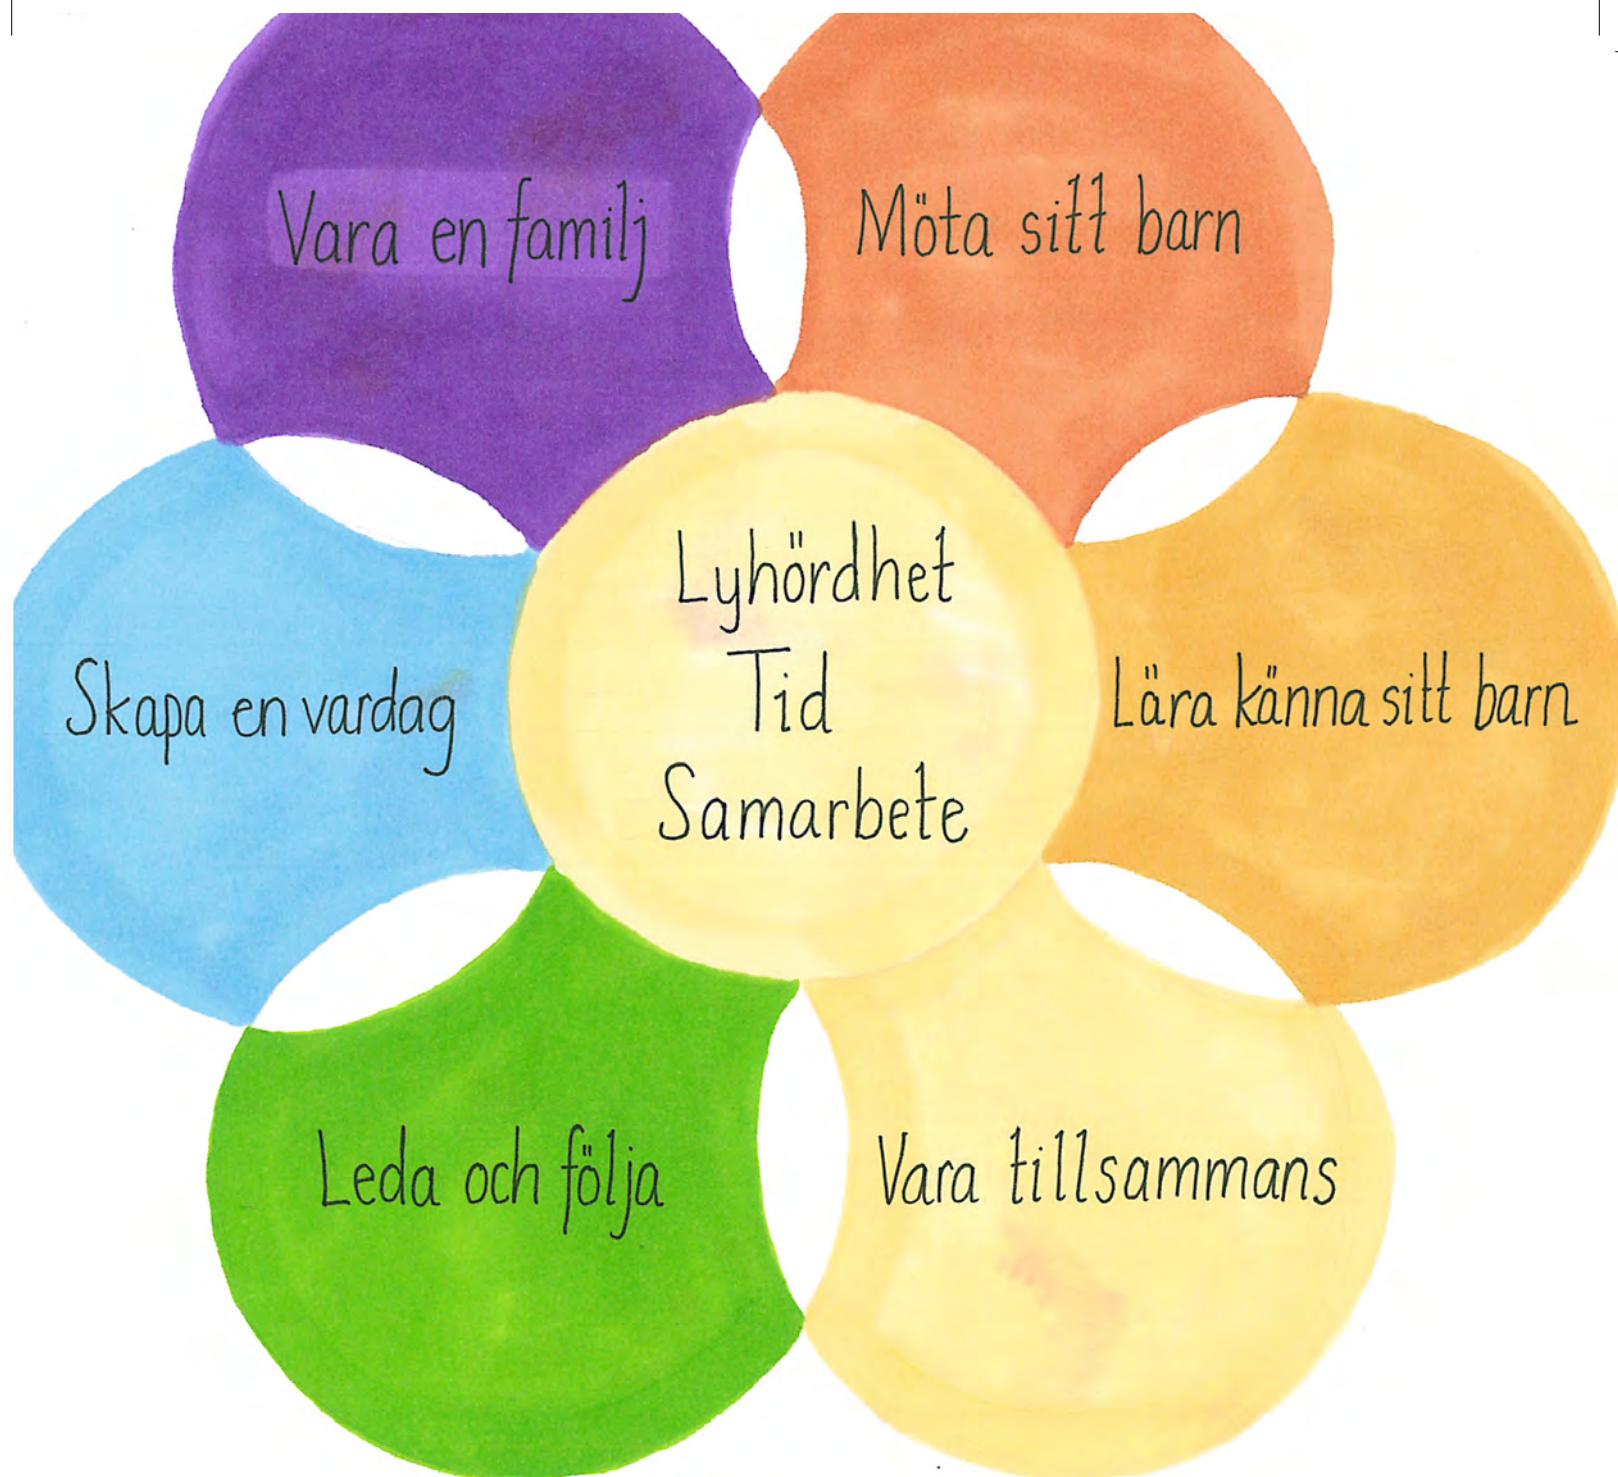 Vara en familj
Möta sitt barn
Lyhördhet
Tid
Samarbete
Skapa en vardag
Lära känna sitt barn
Leda och följa
Vara tillsammans